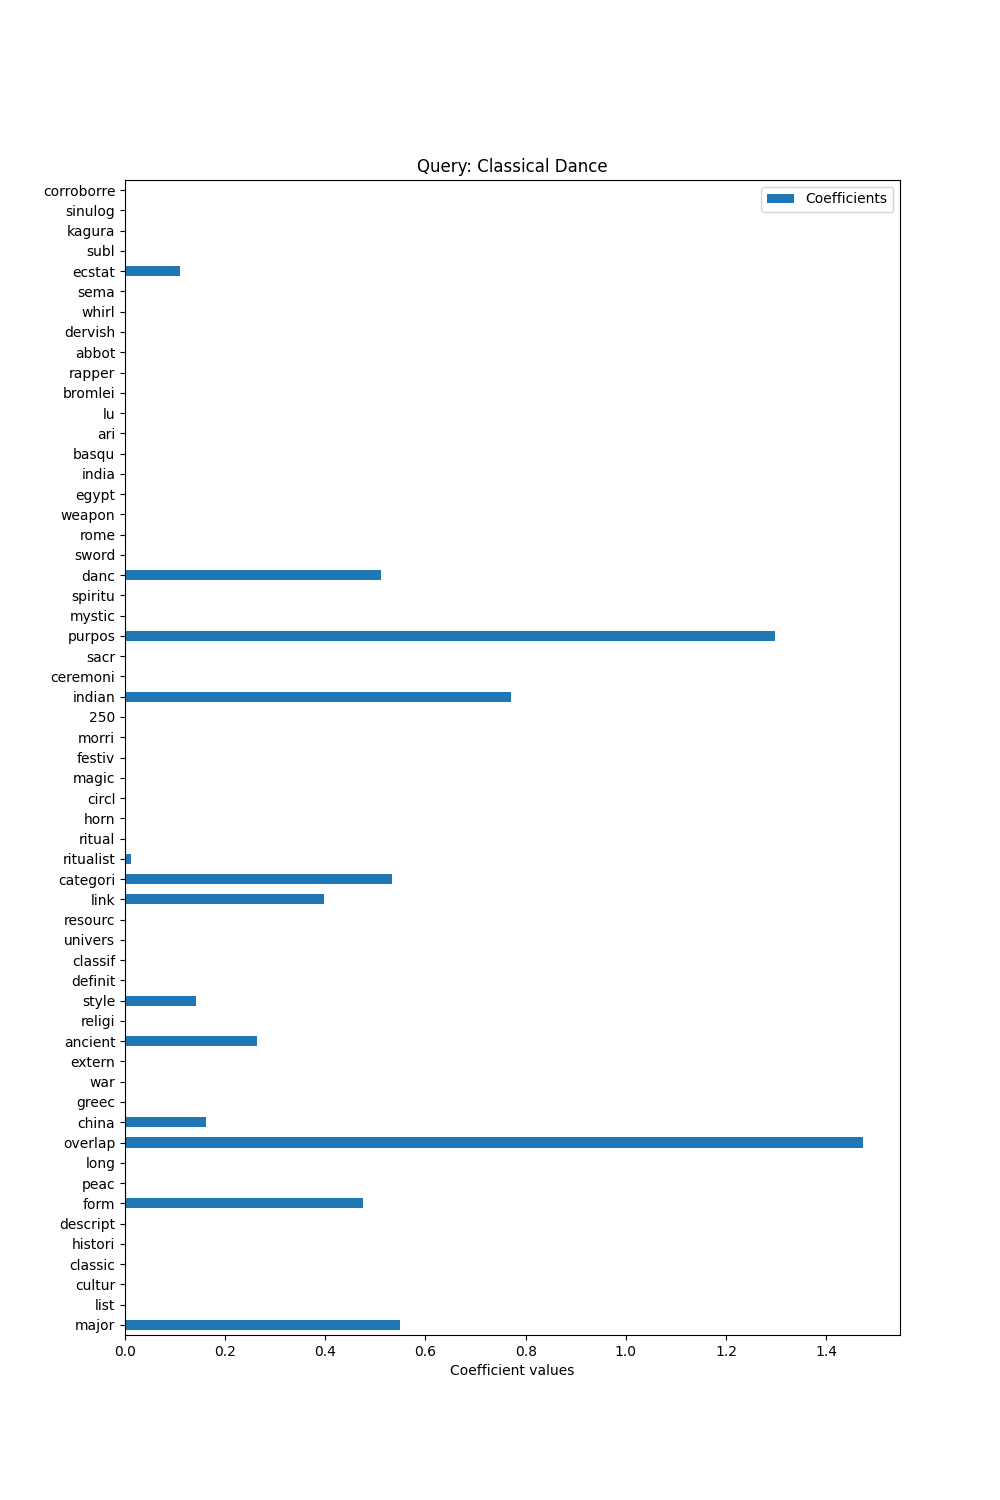 Query: Classical Dance
Coefficients
corroborre
sinulog
kagura
subl
ecstat
sema
whirl
dervish
abbot
rapper
bromlei
lu
ari
basqu
india
egypt
weapon
rome
sword
danc
spiritu
mystic
purpos
sacr
ceremoni
indian
250
morri
festiv
magic
circl
horn
ritual
ritualist
categori
link
resourc
univers
classif
definit
style
religi
ancient
extern
war
greec
china
overlap
long
peac
form
descript
histori
classic
cultur
list
major
0.0 0.2 0.4 0.6 0.8 1.0 1.2 1.4
Coefficient values